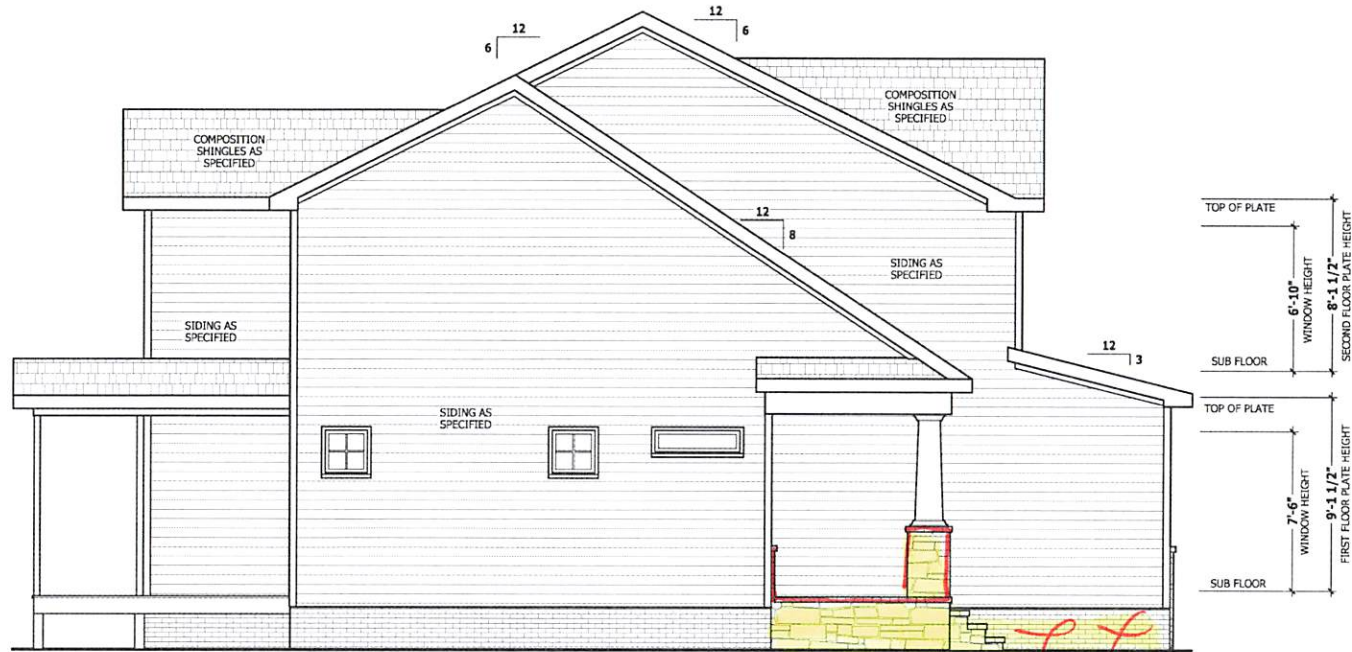 12
6
12
6
COMPOSITION
SHINGLES AS
SPECIFIED
COMPOSITION
SHINGLES AS
SPECIFIED
12
8
SIDING AS
SPECIFIED
SIDING AS
SPECIFIED
SIDING AS
SPECIFIED
12
3
TOP OF PLATE
SUB FLOOR
6'-10"
WINDOW HEIGHT
8'-1 1/2"
SECOND FLOOR PLATE HEIGHT
TOP OF PLATE
SUB FLOOR
7'-6"
WINDOW HEIGHT
9'-1 1/2"
FIRST FLOOR PLATE HEIGHT